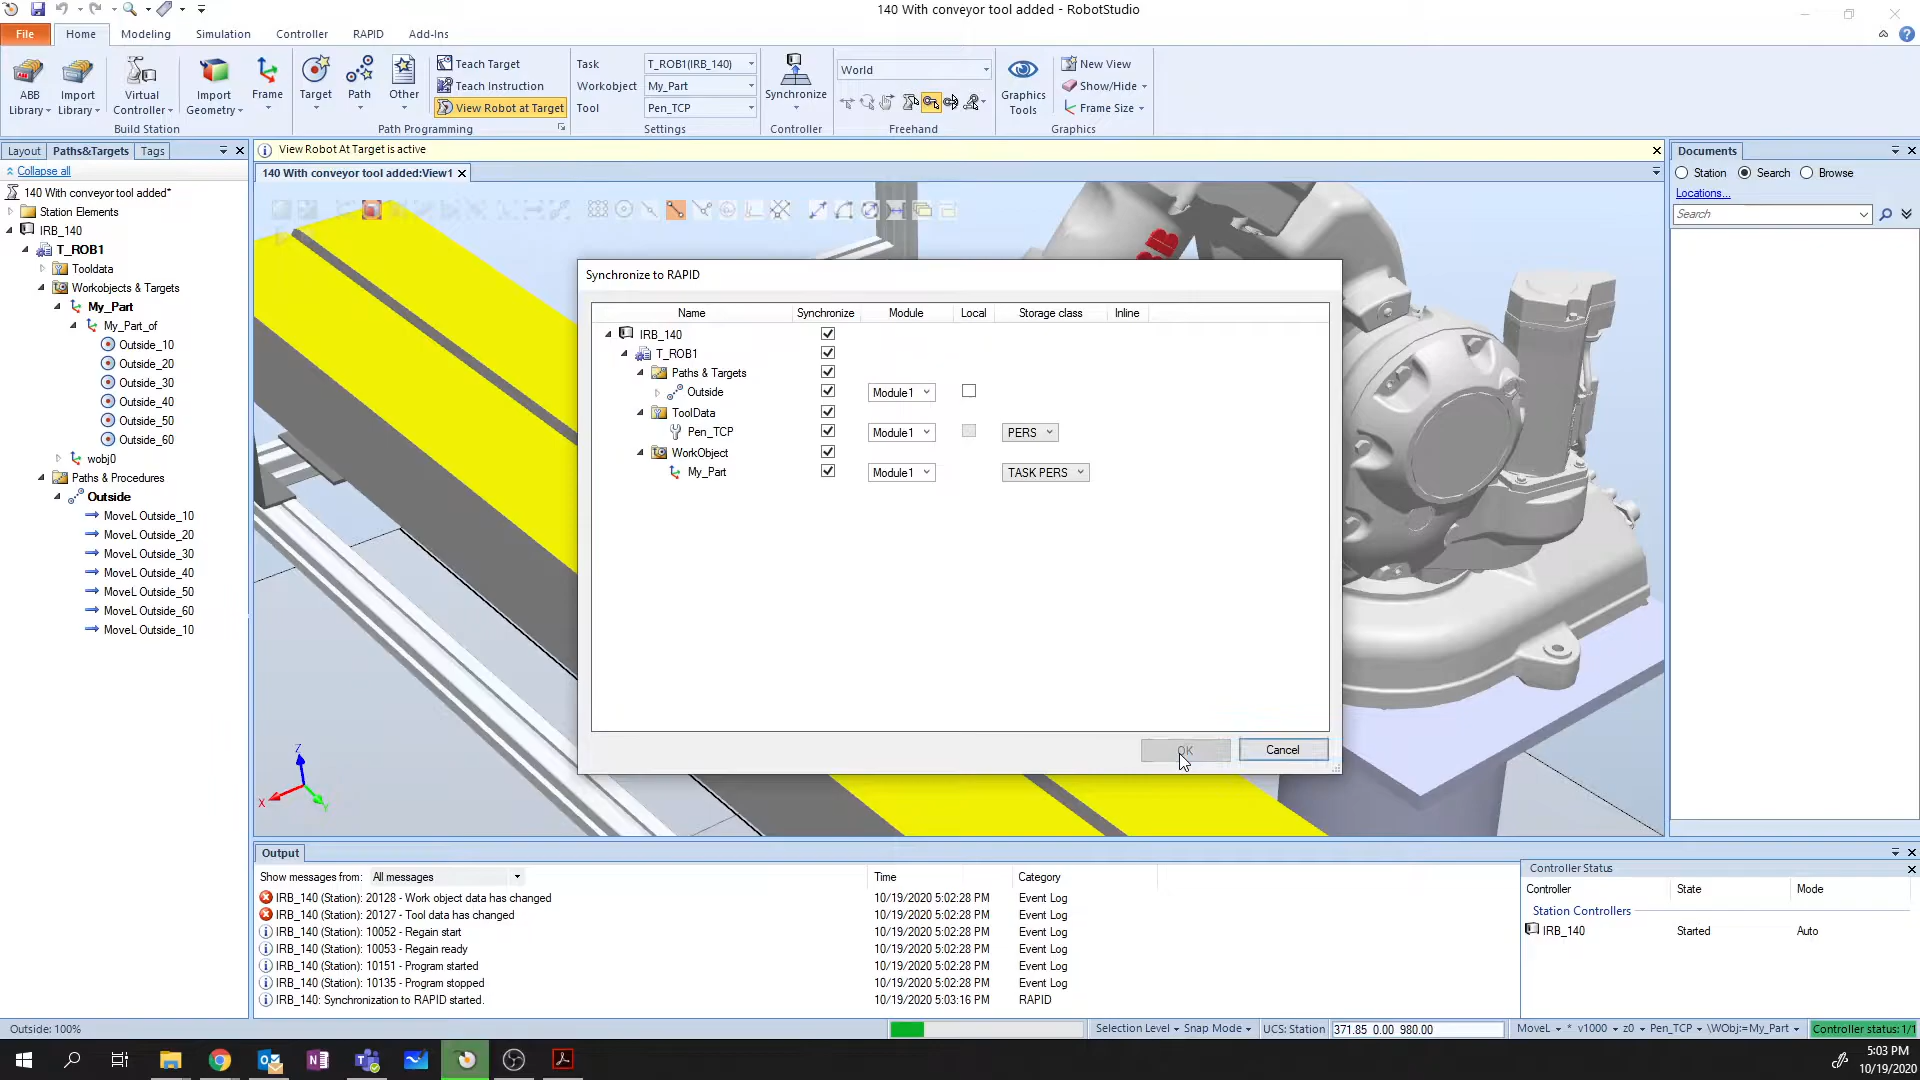 140 With conveyor tool added - RobotStudio
File Home Modeling Simulation Controller RAPID Add-Ins
ABB Library
Import Library
Virtual Controller
Build Station
Import Geometry
Frame
Target
Path
Other
Teach Target
Teach Instruction
View Robot at Target
Path Programming
Task T_ROB1(IRB_140)
Workobject My_Part
Tool Pen_TCP
Settings
Synchronize
Controller
World
Freehand
Graphics Tools
New View
Show/Hide
Frame Size
Graphics
Layout Paths&Targets Tags
Collapse all
140 With conveyor tool added*
Station Elements
IRB_140
T_ROB1
Tooldata
Workobjects & Targets
My_Part
My_Part_of
Outside_10
Outside_20
Outside_30
Outside_40
Outside_50
Outside_60
wobj0
Paths & Procedures
Outside
MoveL Outside_10
MoveL Outside_20
MoveL Outside_30
MoveL Outside_40
MoveL Outside_50
MoveL Outside_60
MoveL Outside_10
View Robot At Target is active
140 With conveyor tool added:View1
Synchronize to RAPID
Name Synchronize Module Local Storage class Inline
IRB_140
T_ROB1
Paths & Targets
Outside Module1
ToolData
Pen_TCP Module1 PERS
WorkObject
My_Part Module1 TASK PERS
OK Cancel
Z
X
Y
Documents
Station Search Browse
Locations...
Search
Output
Show messages from: All messages Time Category
IRB_140 (Station): 20128 - Work object data has changed 10/19/2020 5:02:28 PM Event Log
IRB_140 (Station): 20127 - Tool data has changed 10/19/2020 5:02:28 PM Event Log
IRB_140 (Station): 10052 - Regain start 10/19/2020 5:02:28 PM Event Log
IRB_140 (Station): 10053 - Regain ready 10/19/2020 5:02:28 PM Event Log
IRB_140 (Station): 10151 - Program started 10/19/2020 5:02:28 PM Event Log
IRB_140 (Station): 10135 - Program stopped 10/19/2020 5:02:28 PM Event Log
IRB_140: Synchronization to RAPID started. 10/19/2020 5:03:16 PM RAPID
Controller Status
Controller State Mode
Station Controllers
IRB_140 Started Auto
Outside: 100% Selection Level Snap Mode UCS: Station 371.85 0.00 980.00 MoveL * v1000 z0 Pen_TCP \WObj:=My_Part Controller status: 1/1
5:03 PM
10/19/2020